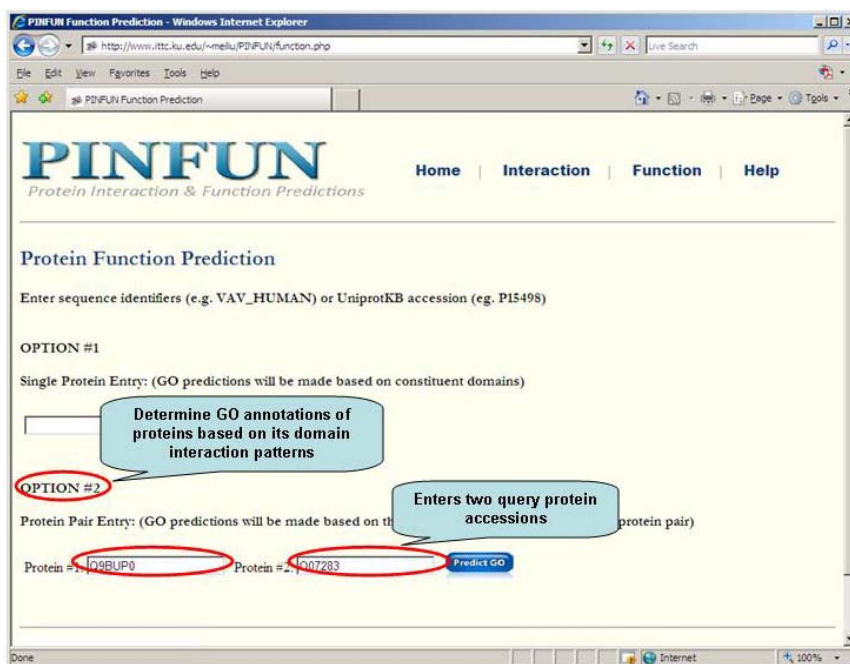 PINFUN Function Prediction - Windows Internet Explorer
http://www.ittc.ku.edu/~meiliu/PINFUN/function.php
Live Search
File Edit View Favorites Tools Help
PINFUN Function Prediction
Page Tools
PINFUN
Protein Interaction & Function Predictions
Home | Interaction | Function | Help
Protein Function Prediction
Enter sequence identifiers (e.g. VAV_HUMAN) or UniprotKB accession (eg. P15498)
OPTION #1
Single Protein Entry: (GO predictions will be made based on constituent domains)
Determine GO annotations of
proteins based on its domain
interaction patterns
OPTION #2
Enters two query protein
accessions
Protein Pair Entry: (GO predictions will be made based on th protein pair)
Protein #1: Q9BUP0 Protein #2: Q07283 Predict GO
Done Internet 100%